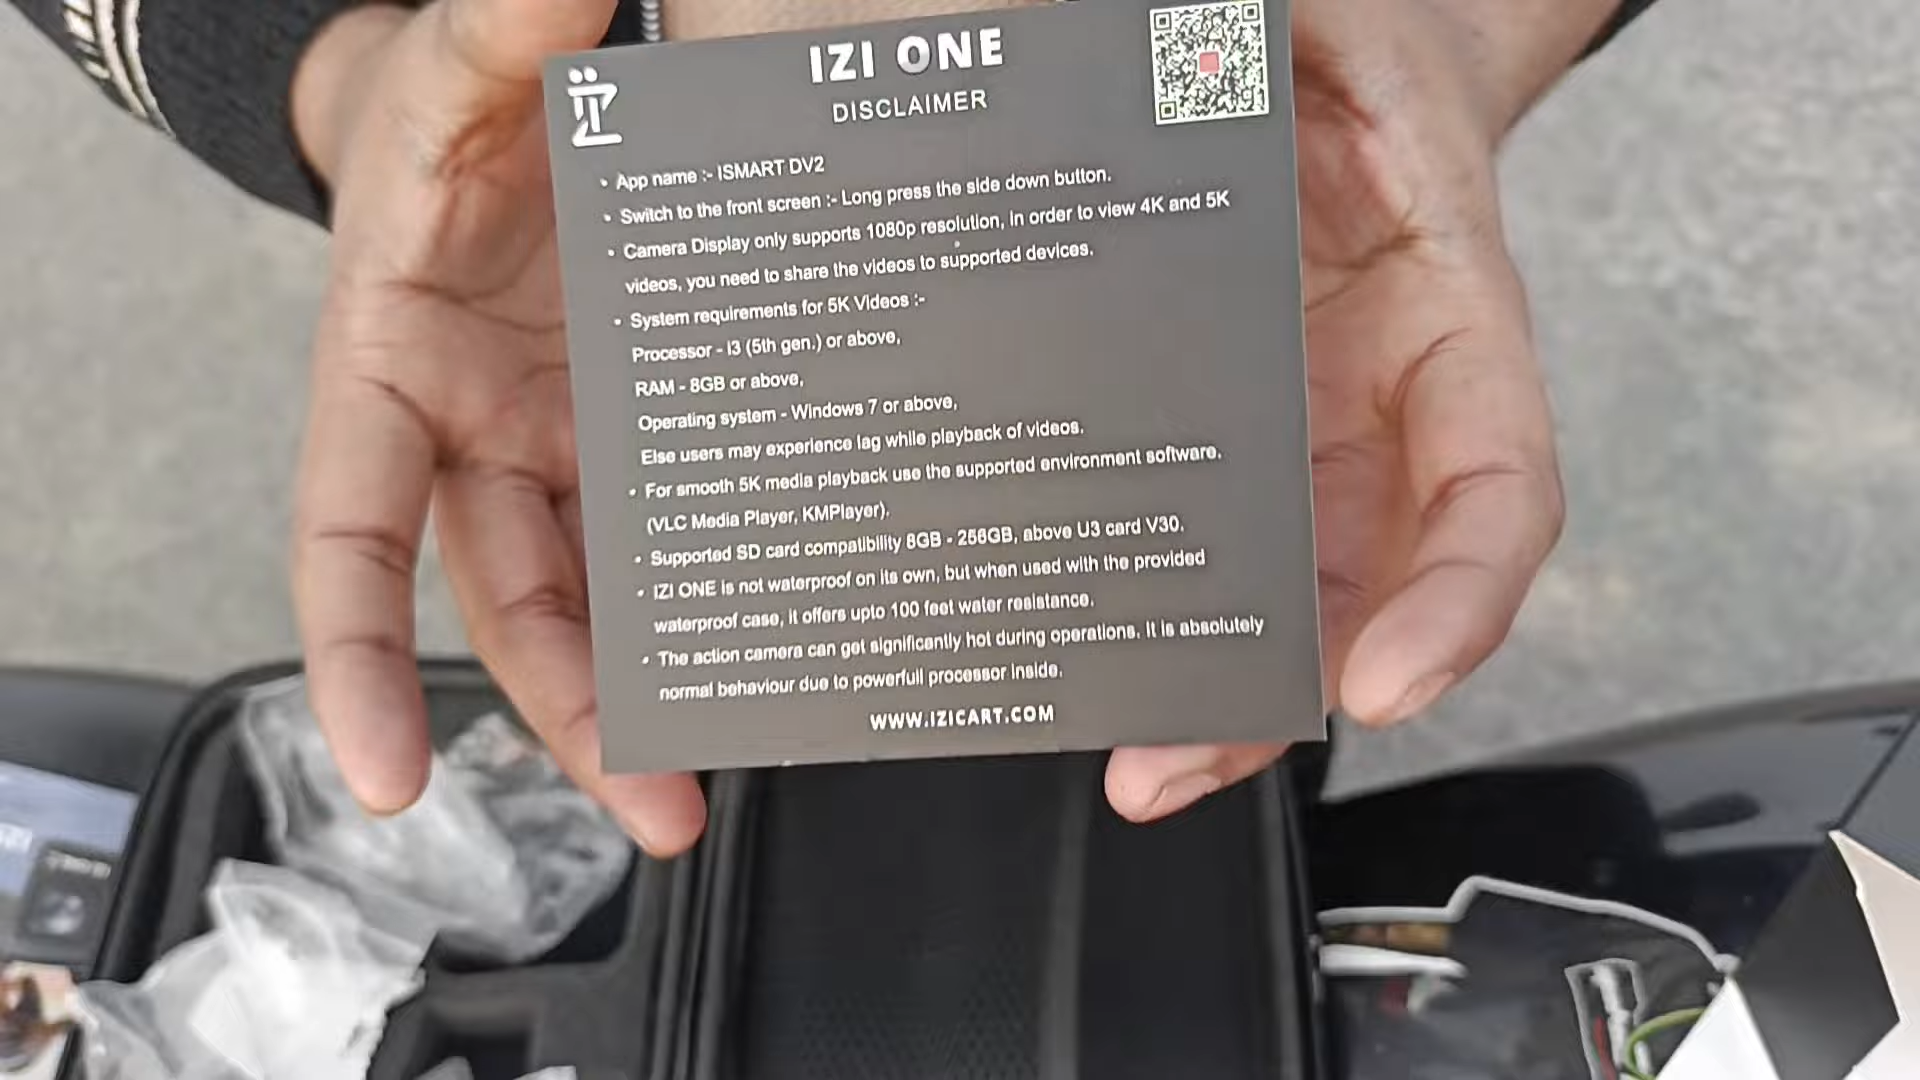 IZI ONE
DISCLAIMER
• App name :- ISMART DV2
• Switch to the front screen :- Long press the side down button.
• Camera Display only supports 1080p resolution, in order to view 4K and 5K
videos, you need to share the videos to supported devices.
• System requirements for 5K Videos :-
Processor - I3 (5th gen.) or above,
RAM - 8GB or above,
Operating system - Windows 7 or above,
Else users may experience lag while playback of videos.
• For smooth 5K media playback use the supported environment software.
(VLC Media Player, KMPlayer).
• Supported SD card compatibility 8GB - 256GB, above U3 card V30.
• IZI ONE is not waterproof on its own, but when used with the provided
waterproof case, it offers upto 100 feet water resistance.
• The action camera can get significantly hot during operations. It is absolutely
normal behaviour due to powerfull processor inside.
WWW.IZICART.COM